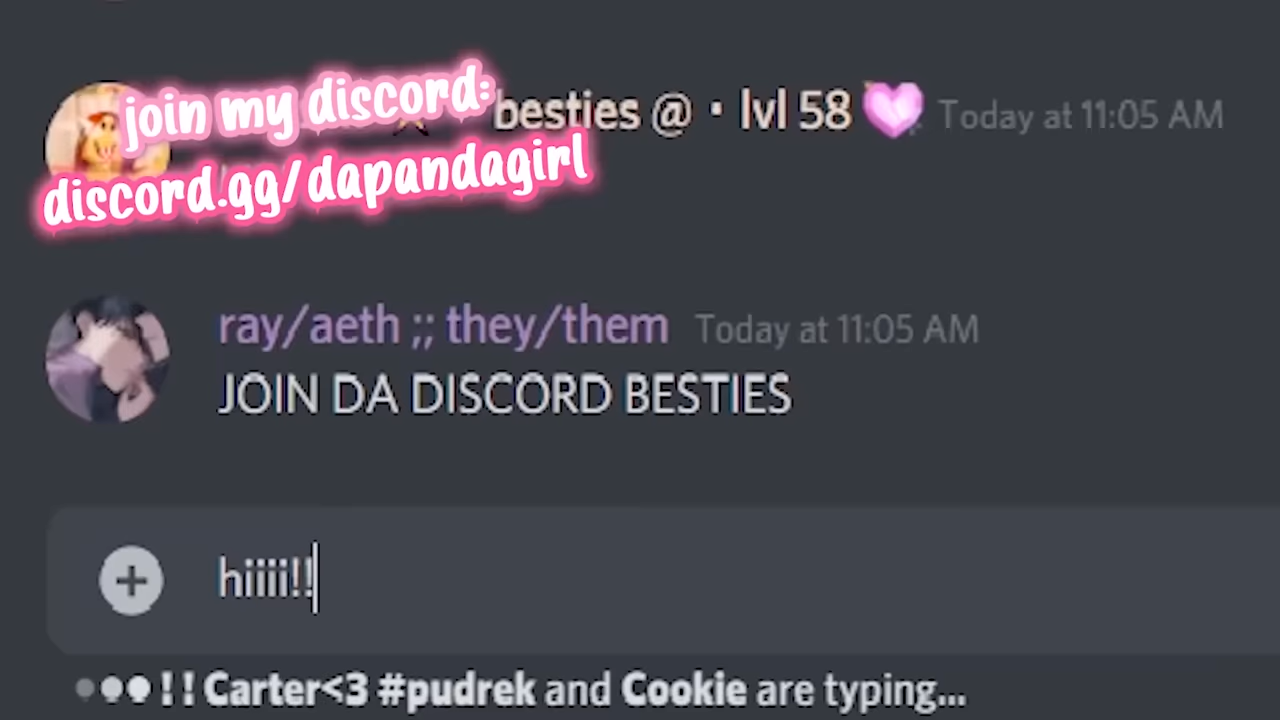 join my discord:
besties @ · lvl 58 Today at 11:05 AM
discord.gg/dapandagirl
ray/aeth ;; they/them Today at 11:05 AM
JOIN DA DISCORD BESTIES
hiiii!!
!! Carter<3 #pudrek and Cookie are typing...